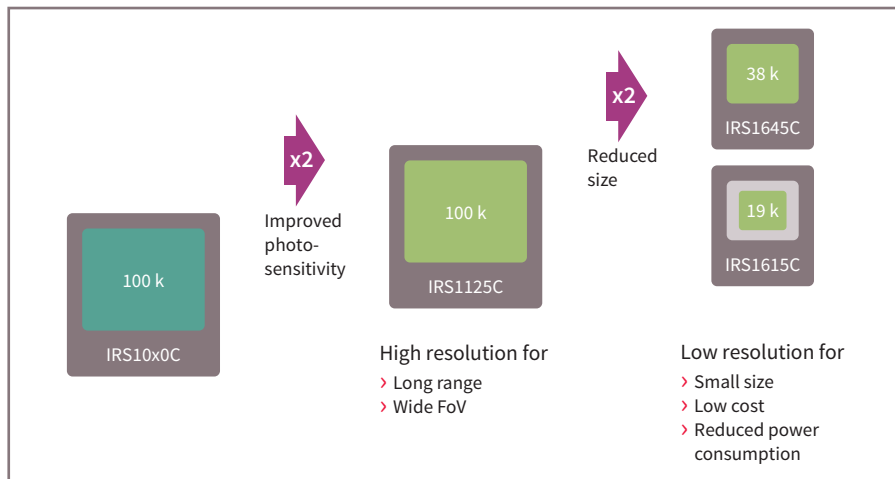 100 k
IRS10x0C
x2
Improved
photo-
sensitivity
100 k
IRS1125C
High resolution for
› Long range
› Wide FoV
x2
Reduced
size
38 k
IRS1645C
19 k
IRS1615C
Low resolution for
› Small size
› Low cost
› Reduced power
consumption